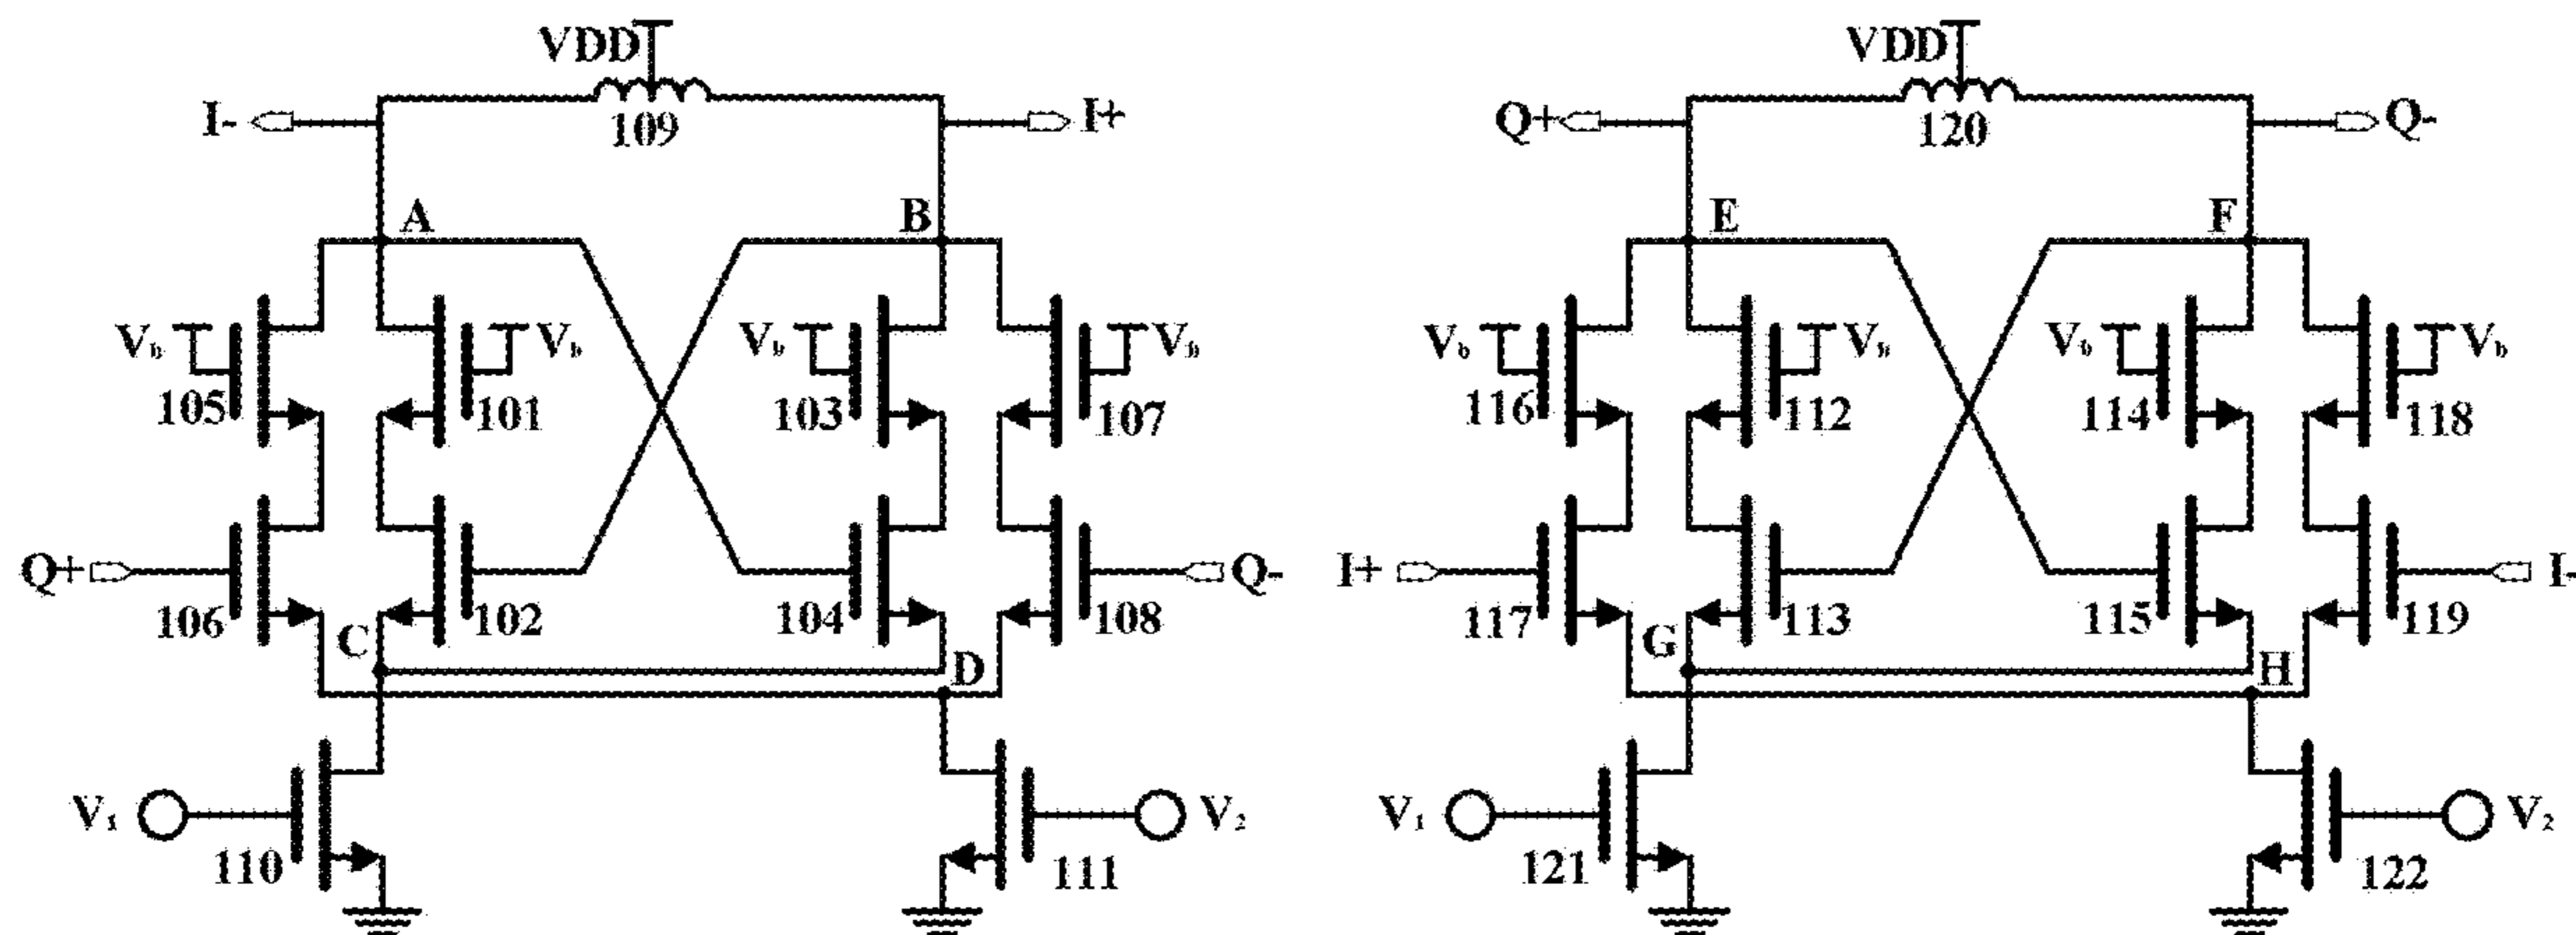 VDD VDD
I- 109 I+ Q+ 120 Q-
A B E F
Vb Vb Vb Vb Vb Vb Vb Vb
105 101 103 107 116 112 114 118
Q+ Q- I+ I-
106 102 104 108 117 113 115 119
C D G H
V1 V2 V1 V2
110 111 121 122